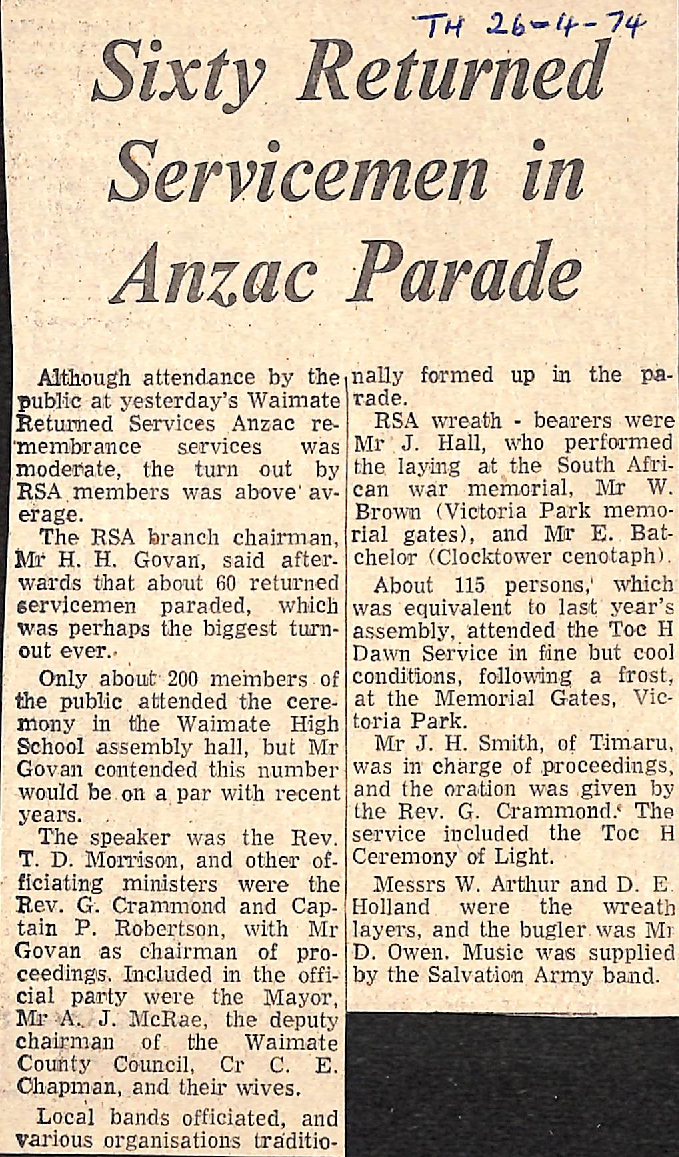 TH 26-4-74
Sixty Returned
Servicemen in
Anzac Parade
Although attendance by the
public at yesterday's Waimate
Returned Services Anzac re-
membrance services was
moderate, the turn out by
RSA members was above av-
erage.
The RSA branch chairman,
Mr H. H. Govan, said after-
wards that about 60 returned
servicemen paraded, which
was perhaps the biggest turn-
out ever.
Only about 200 members of
the public attended the cere-
mony in the Waimate High
School assembly hall, but Mr
Govan contended this number
would be on a par with recent
years.
The speaker was the Rev.
T. D. Morrison, and other of-
ficiating ministers were the
Rev. G. Crammond and Cap-
tain P. Robertson, with Mr
Govan as chairman of pro-
ceedings. Included in the offi-
cial party were the Mayor,
Mr A. J. McRae, the deputy
chairman of the Waimate
County Council, Cr C. E.
Chapman, and their wives.
Local bands officiated, and
various organisations traditio-
nally formed up in the pa-
rade.
RSA wreath - bearers were
Mr J. Hall, who performed
the laying at the South Afri-
can war memorial, Mr W.
Brown (Victoria Park memo-
rial gates), and Mr E. Bat-
chelor (Clocktower cenotaph).
About 115 persons, which
was equivalent to last year's
assembly, attended the Toc H
Dawn Service in fine but cool
conditions, following a frost,
at the Memorial Gates, Vic-
toria Park.
Mr J. H. Smith, of Timaru,
was in charge of proceedings,
and the oration was given by
the Rev. G. Crammond. The
service included the Toc H
Ceremony of Light.
Messrs W. Arthur and D. E.
Holland were the wreath
layers, and the bugler was Mr
D. Owen. Music was supplied
by the Salvation Army band.